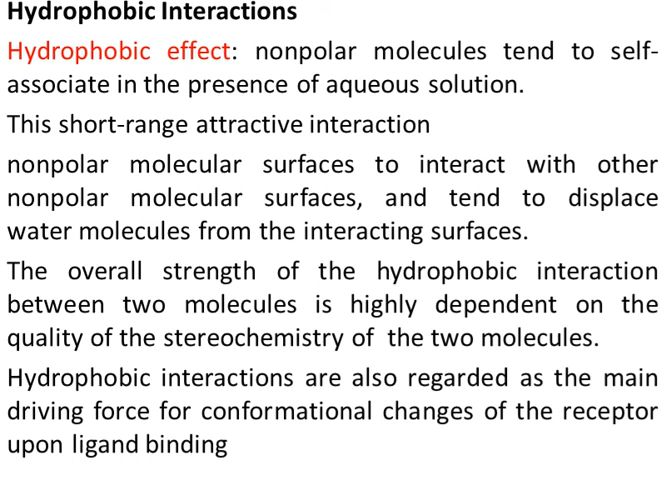 Hydrophobic Interactions
Hydrophobic effect: nonpolar molecules tend to self-
associate in the presence of aqueous solution.
This short-range attractive interaction
nonpolar molecular surfaces to interact with other
nonpolar molecular surfaces, and tend to displace
water molecules from the interacting surfaces.
The overall strength of the hydrophobic interaction
between two molecules is highly dependent on the
quality of the stereochemistry of the two molecules.
Hydrophobic interactions are also regarded as the main
driving force for conformational changes of the receptor
upon ligand binding